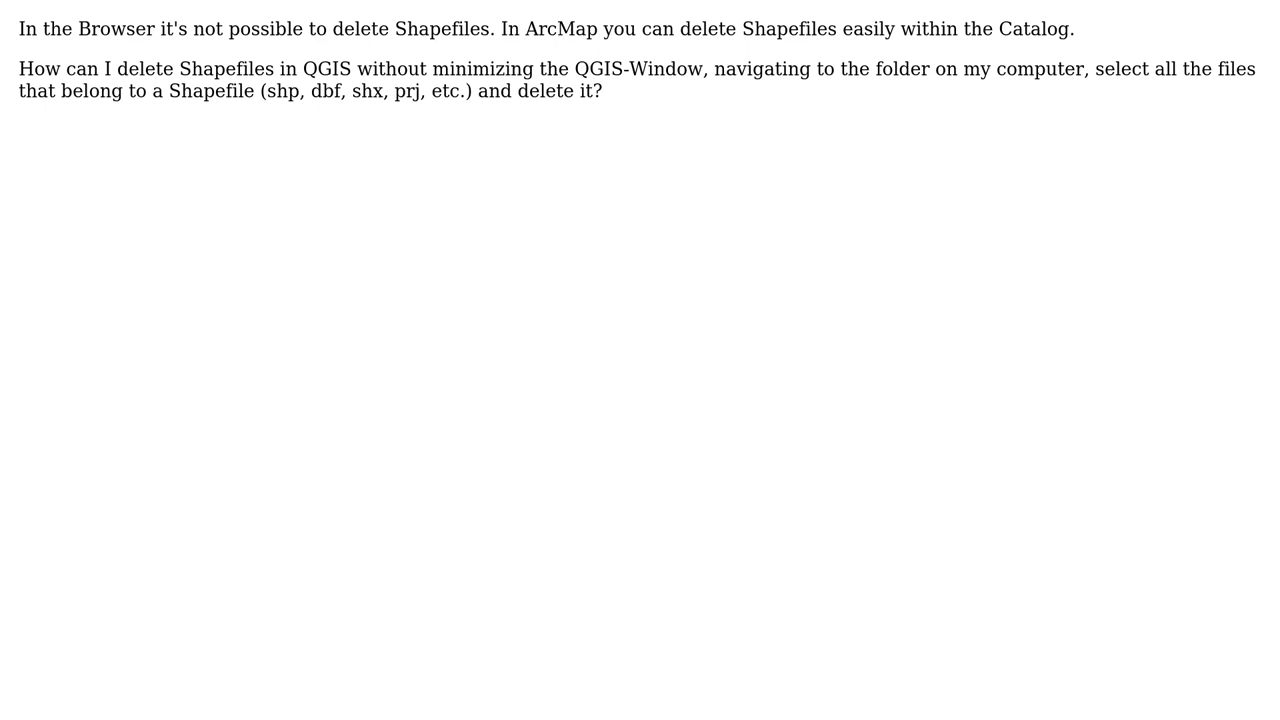 In the Browser it's not possible to delete Shapefiles. In ArcMap you can delete Shapefiles easily within the Catalog.
How can I delete Shapefiles in QGIS without minimizing the QGIS-Window, navigating to the folder on my computer, select all the files
that belong to a Shapefile (shp, dbf, shx, prj, etc.) and delete it?